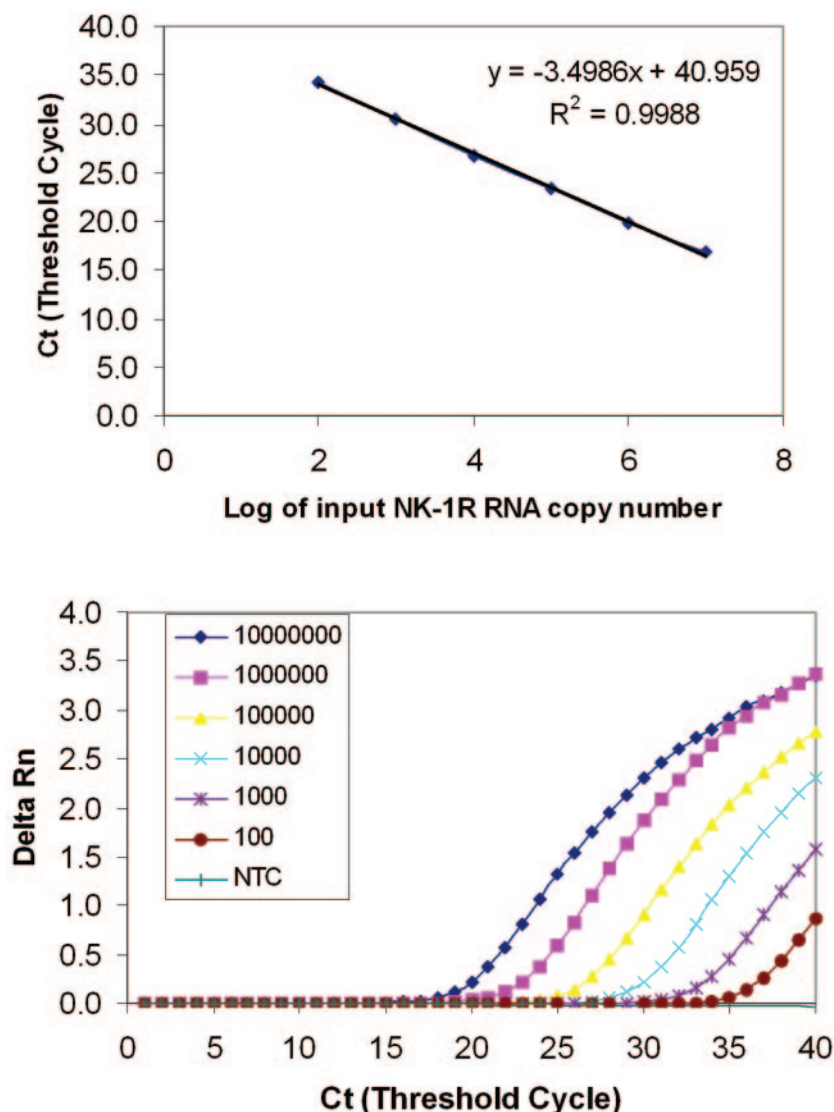 40.0
35.0
30.0
25.0
20.0
15.0
10.0
5.0
0.0
Ct (Threshold Cycle)
y = -3.4986x + 40.959
R² = 0.9988
0 2 4 6 8
Log of input NK-1R RNA copy number
4.0
3.5
3.0
2.5
2.0
1.5
1.0
0.5
0.0
Delta Rn
10000000
1000000
100000
10000
1000
100
NTC
0 5 10 15 20 25 30 35 40
Ct (Threshold Cycle)